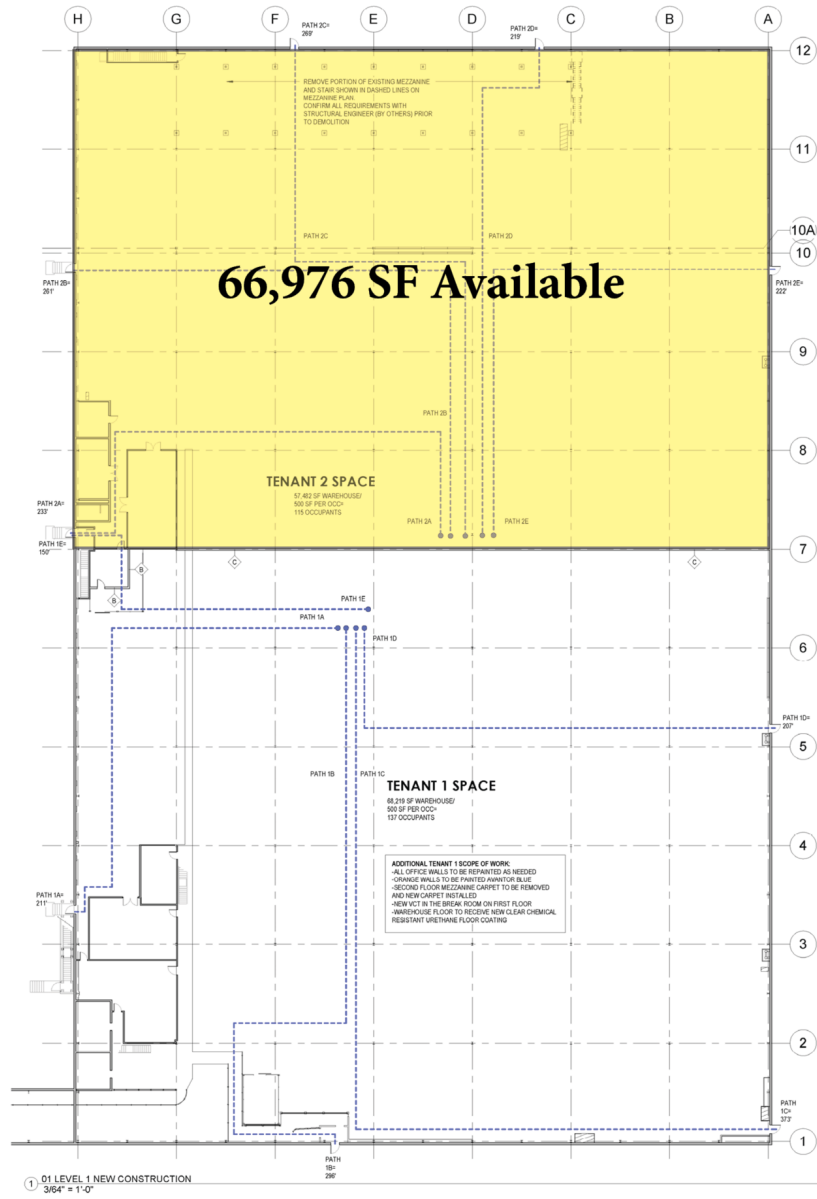 H G F E D C B A
PATH 2C=
269'
PATH 2D=
219'
12
REMOVE PORTION OF EXISTING MEZZANINE
AND STAIR SHOWN IN DASHED LINES ON
MEZZANINE PLAN
CONFIRM ALL REQUIREMENTS WITH
STRUCTURAL ENGINEER (BY OTHERS) PRIOR
TO DEMOLITION
11
PATH 2C
PATH 2D
10A
10
66,976 SF Available
PATH 2B=
261'
PATH 2E=
222'
9
PATH 2B
8
TENANT 2 SPACE
57,482 SF WAREHOUSE/
500 SF PER OCC=
115 OCCUPANTS
PATH 2A=
233'
PATH 2A
PATH 2E
PATH 1E=
150'
7
B
C
C
B
PATH 1E
PATH 1A
PATH 1D
6
PATH 1D=
207'
5
PATH 1B
PATH 1C
TENANT 1 SPACE
68,219 SF WAREHOUSE/
500 SF PER OCC=
137 OCCUPANTS
4
ADDITIONAL TENANT 1 SCOPE OF WORK:
-ALL OFFICE WALLS TO BE REPAINTED AS NEEDED
-ORANGE WALLS TO BE PAINTED AVANTOR BLUE
-SECOND FLOOR MEZZANINE CARPET TO BE REMOVED
AND NEW CARPET INSTALLED
-NEW VCT IN THE BREAK ROOM ON FIRST FLOOR
-WAREHOUSE FLOOR TO RECEIVE NEW CLEAR CHEMICAL
RESISTANT URETHANE FLOOR COATING
PATH 1A=
211'
3
2
PATH
1C=
373'
1
PATH
1B=
296'
1 01 LEVEL 1 NEW CONSTRUCTION
3/64" = 1'-0"